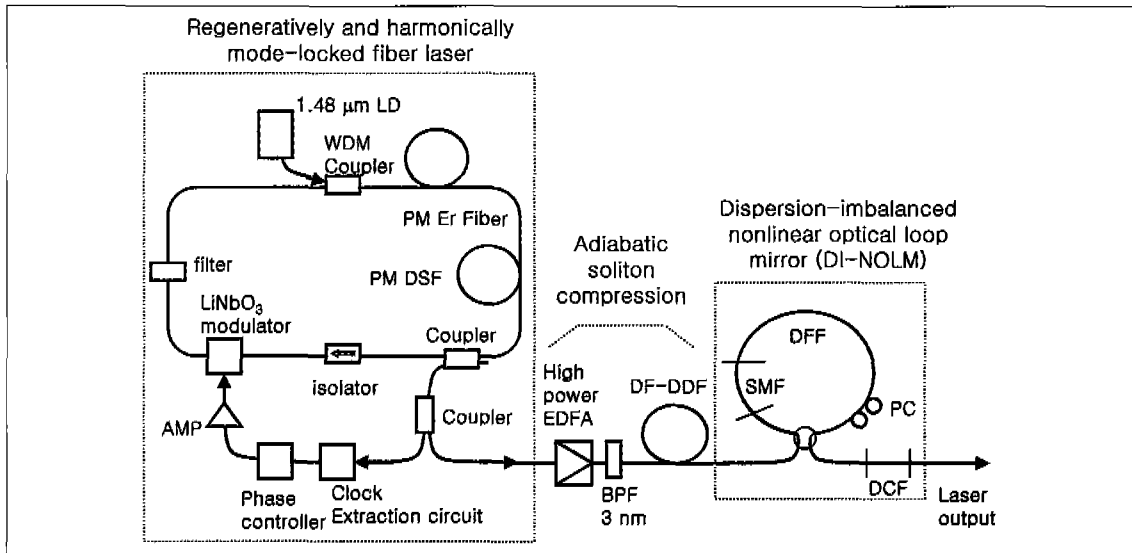 Regeneratively and harmonically
mode-locked fiber laser
1.48 μm LD
WDM
Coupler
PM Er Fiber
filter
PM DSF
LiNbO3
modulator
Coupler
isolator
AMP
Coupler
Phase
controller
Clock
Extraction circuit
Adiabatic
soliton
compression
High
power
EDFA
DF-DDF
BPF
3 nm
Dispersion-imbalanced
nonlinear optical loop
mirror (DI-NOLM)
DFF
SMF
PC
DCF
Laser
output